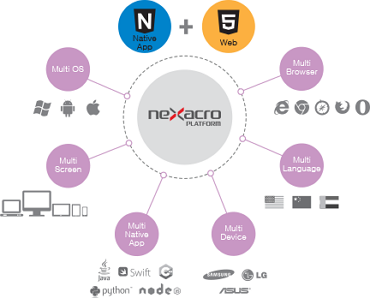 N
Native
App
+
5
Web
Multi OS
Multi
Browser
nexacro
PLATFORM
Multi
Screen
Multi
Language
Multi
Native
App
Multi
Device
Java
Swift
C++
python
node
JS
SAMSUNG
LG
ASUS